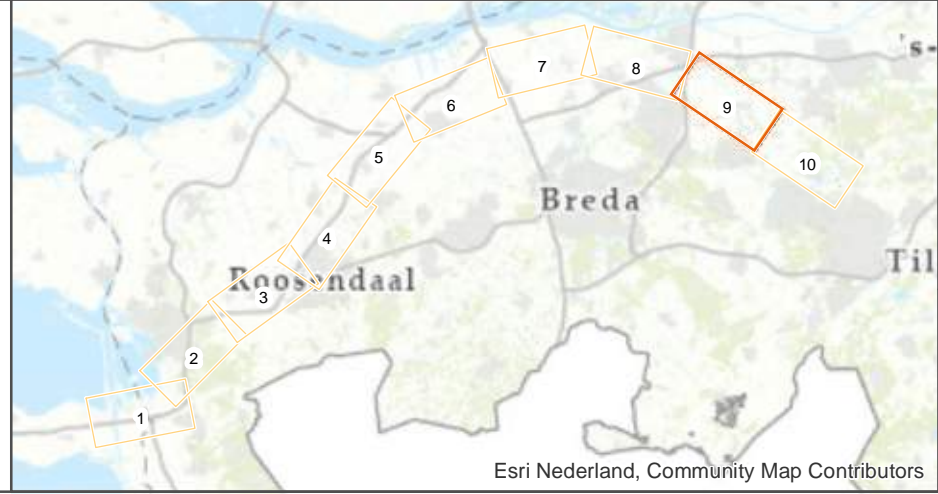 's-
7
8
6
9
5
10
Breda
4
Til
Roosendaal
3
2
1
Esri Nederland, Community Map Contributors